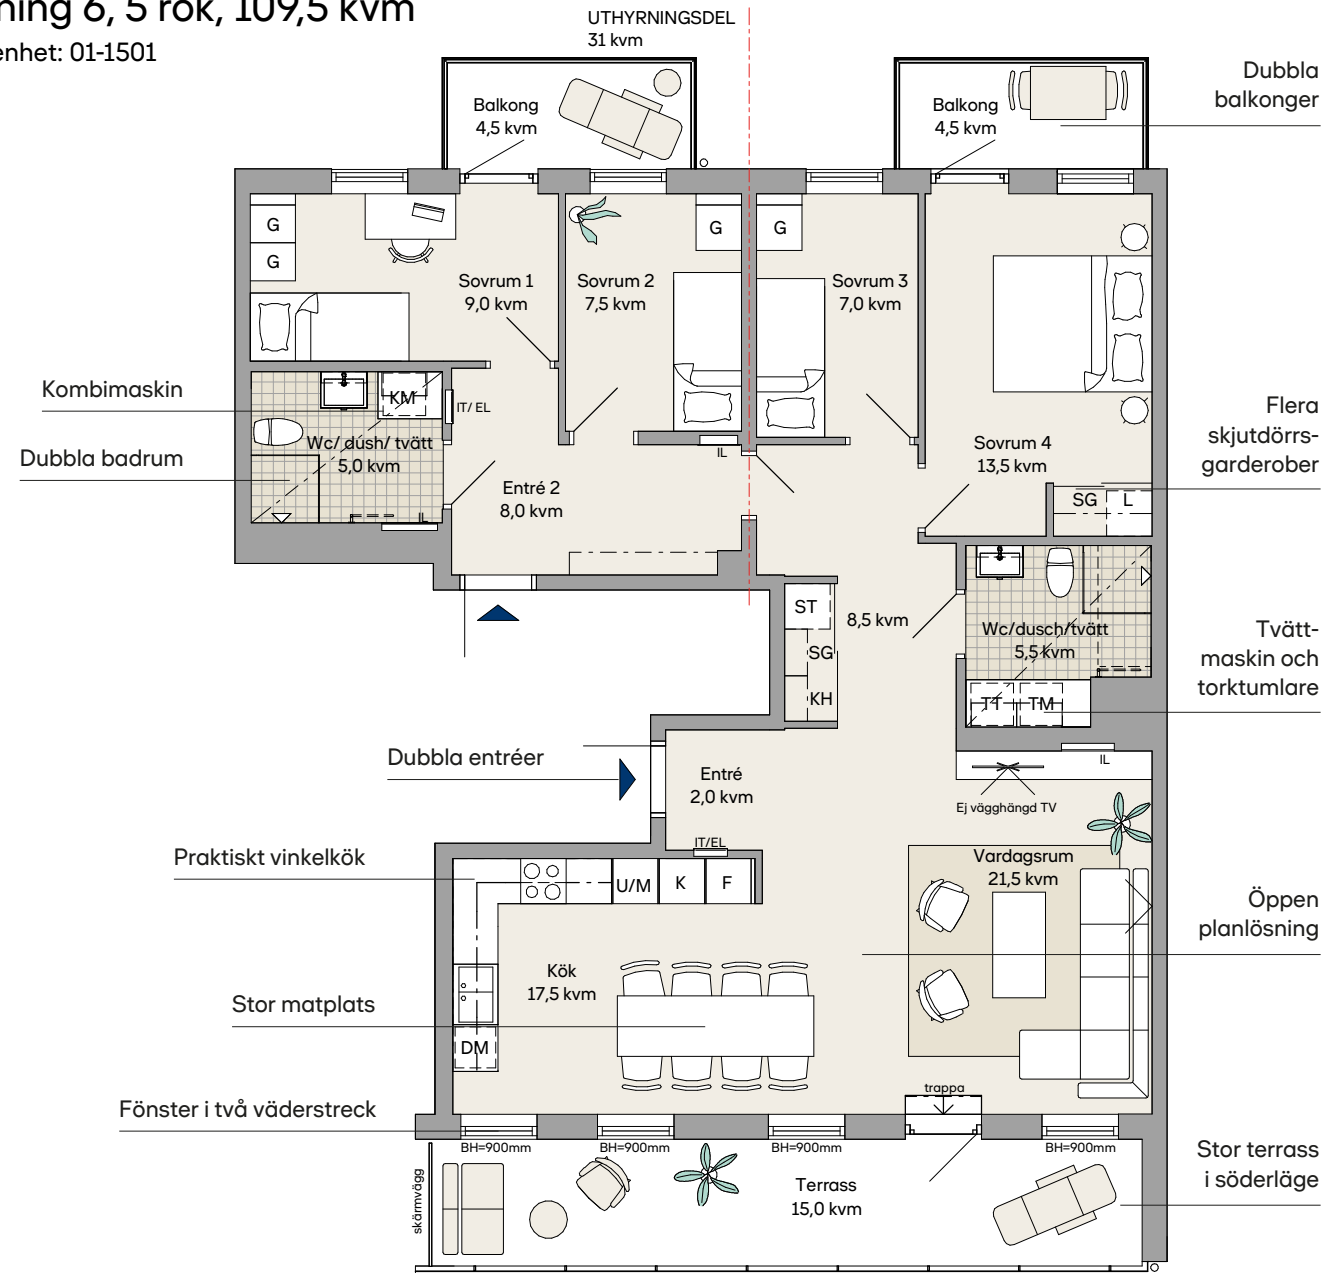 ning 6, 5 rok, 109,5 kvm
enhet: 01-1501
UTHYRNINGSDEL
31 kvm
Balkong
4,5 kvm
Balkong
4,5 kvm
Dubbla
balkonger
G
G
Sovrum 1
9,0 kvm
Sovrum 2
7,5 kvm
G
G
Sovrum 3
7,0 kvm
Sovrum 4
13,5 kvm
SG
L
Flera
skjutdörrs-
garderober
Kombimaskin
Dubbla badrum
KM
IT/ EL
Wc/ dush/ tvätt
5,0 kvm
IL
IL
Entré 2
8,0 kvm
ST
SG
KH
8,5 kvm
Wc/dusch/tvätt
5,5 kvm
TT
TM
Tvätt-
maskin och
torktumlare
Dubbla entréer
Entré
2,0 kvm
IT/EL
IL
Ej vägghängd TV
Vardagsrum
21,5 kvm
Praktiskt vinkelkök
U/M
K
F
Öppen
planlösning
Kök
17,5 kvm
Stor matplats
DM
trappa
Fönster i två väderstreck
BH=900mm
BH=900mm
BH=900mm
BH=900mm
skärmvägg
Terrass
15,0 kvm
Stor terrass
i söderläge